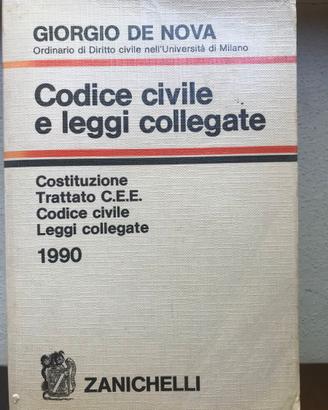 GIORGIO DE NOVA
Ordinario di Diritto civile nell'Università di Milano
Codice civile
e leggi collegate
Costituzione
Trattato C.E.E.
Codice civile
Leggi collegate
1990
ZANICHELLI